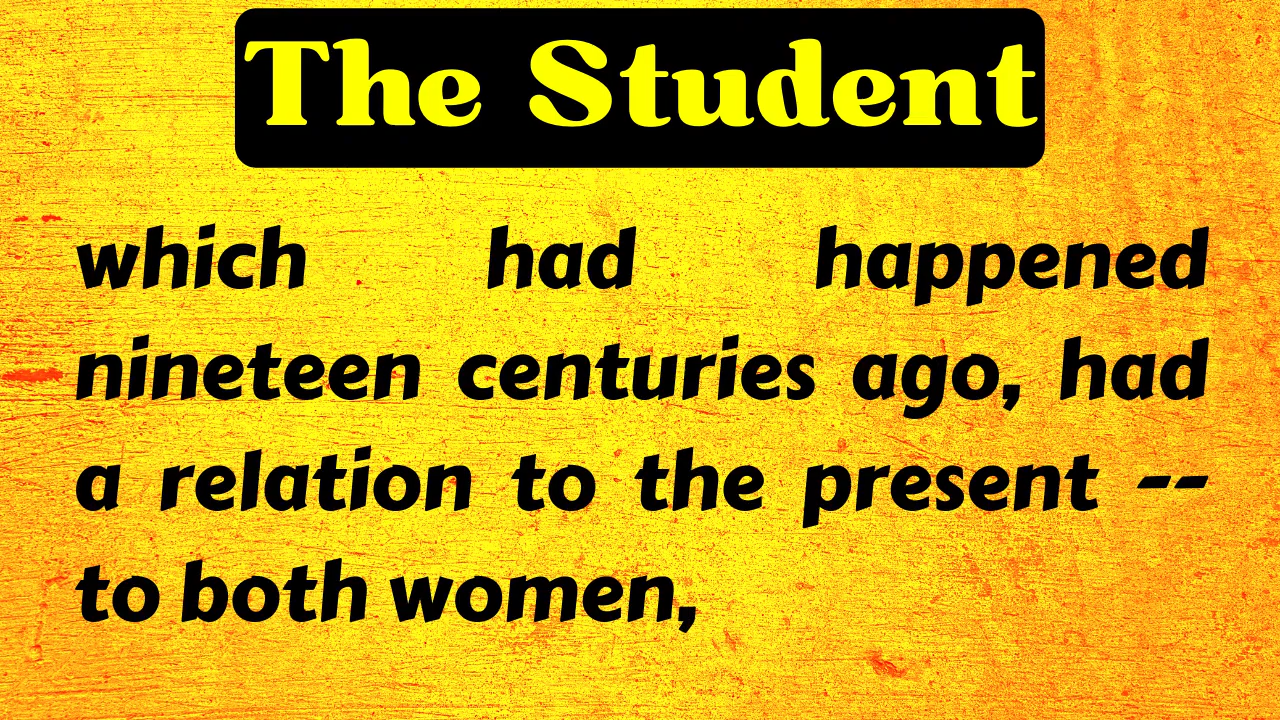 The Student
which had happened
nineteen centuries ago, had
a relation to the present --
to both women,